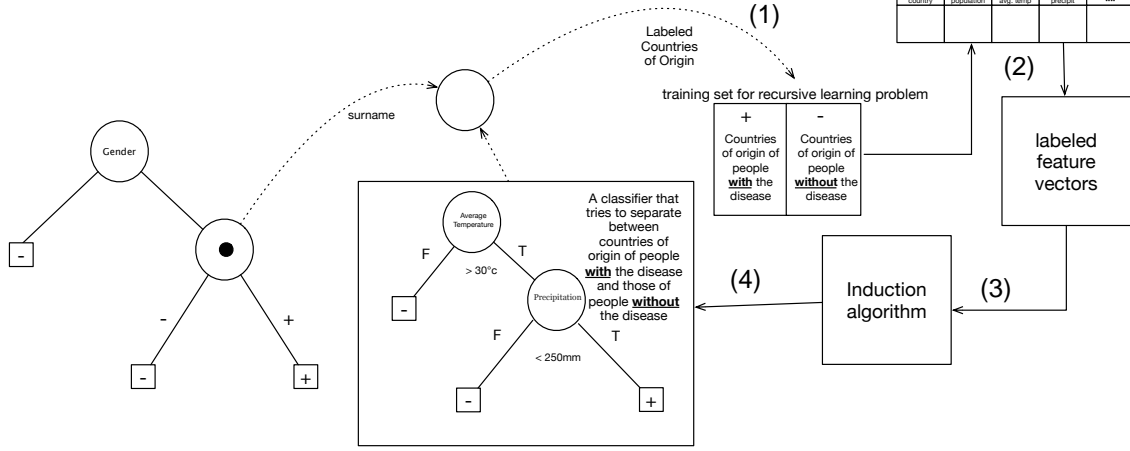 (1)
country population avg. temp precipit ...
Labeled
Countries
of Origin
(2)
training set for recursive learning problem
surname
+ -
Countries
of origin of
people
with the
disease
Countries
of origin of
people
without the
disease
labeled
feature
vectors
Gender
-
- +
- +
A classifier that
tries to separate
between
countries of
origin of people
with the disease
and those of
people without
the disease
Average
Temperature
F T
> 30°c
-
Precipitation
F T
< 250mm
- +
(4)
Induction
algorithm
(3)